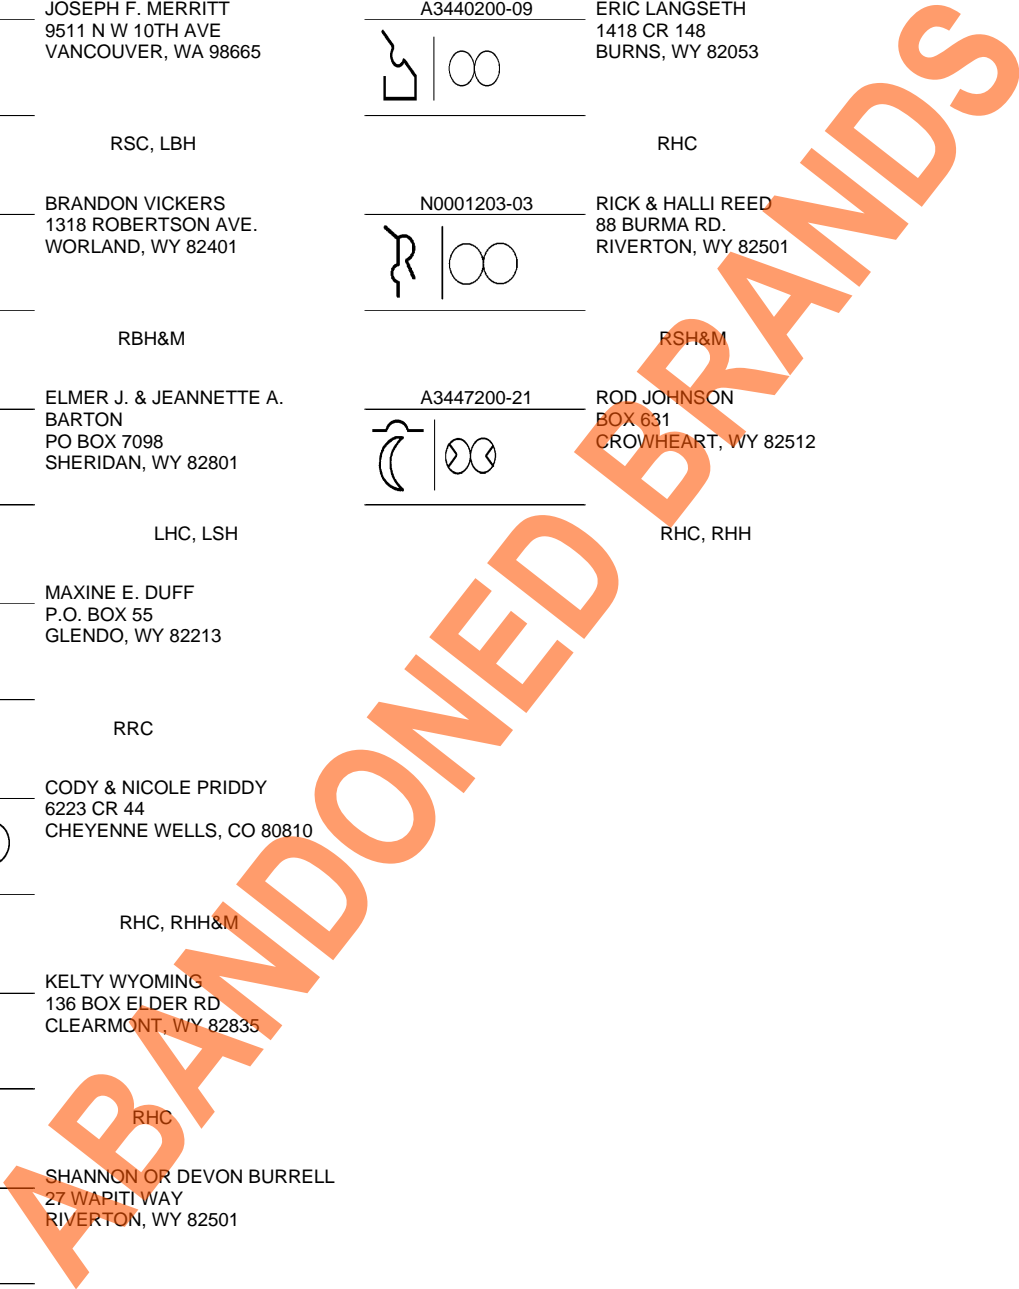 JOSEPH F. MERRITT
9511 N W 10TH AVE
VANCOUVER, WA 98665
RSC, LBH
BRANDON VICKERS
1318 ROBERTSON AVE.
WORLAND, WY 82401
RBH&M
ELMER J. & JEANNETTE A.
BARTON
PO BOX 7098
SHERIDAN, WY 82801
LHC, LSH
MAXINE E. DUFF
P.O. BOX 55
GLENDO, WY 82213
RRC
CODY & NICOLE PRIDDY
6223 CR 44
CHEYENNE WELLS, CO 80810
RHC, RHH&M
KELTY WYOMING
136 BOX ELDER RD
CLEARMONT, WY 82835
RHC
SHANNON OR DEVON BURRELL
27 WAPITI WAY
RIVERTON, WY 82501
A3440200-09
ERIC LANGSETH
1418 CR 148
BURNS, WY 82053
RHC
N0001203-03
RICK & HALLI REED
88 BURMA RD.
RIVERTON, WY 82501
RSH&M
A3447200-21
ROD JOHNSON
BOX 631
CROWHEART, WY 82512
RHC, RHH
ABANDONED BRANDS